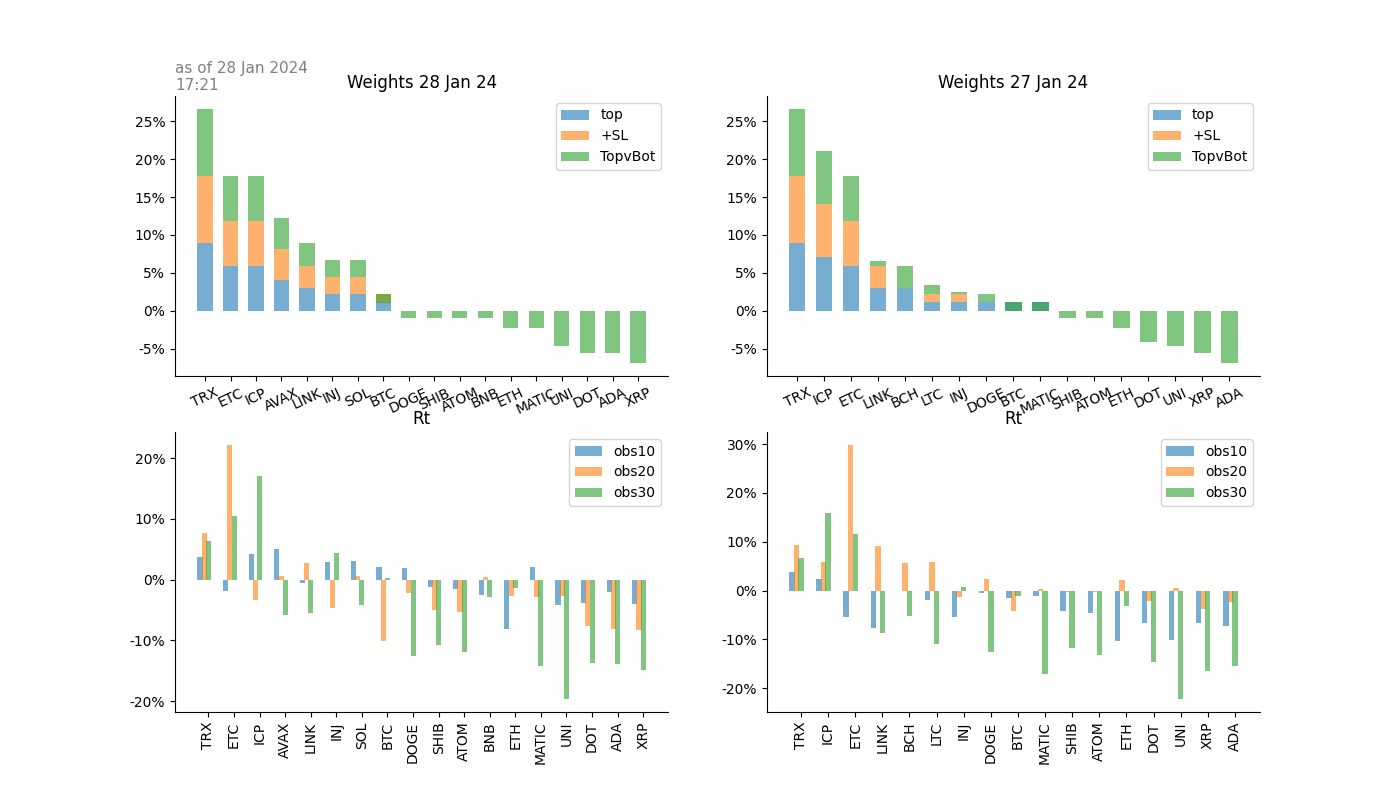 as of 28 Jan 2024
17:21
Weights 28 Jan 24
top
+SL
TopvBot
25%
20%
15%
10%
5%
0%
-5%
TRX ETC ICP AVAX LINK INJ SOL BTC DOGE SHIB ATOM BNB ETH MATIC UNI DOT ADA XRP
Weights 27 Jan 24
top
+SL
TopvBot
25%
20%
15%
10%
5%
0%
-5%
TRX ICP ETC LINK BCH LTC INJ DOGE BTC MATIC SHIB ATOM ETH DOT UNI XRP ADA
Rt
obs10
obs20
obs30
20%
10%
0%
-10%
-20%
TRX ETC ICP AVAX LINK INJ SOL BTC DOGE SHIB ATOM BNB ETH MATIC UNI DOT ADA XRP
Rt
obs10
obs20
obs30
30%
20%
10%
0%
-10%
-20%
TRX ICP ETC LINK BCH LTC INJ DOGE BTC MATIC SHIB ATOM ETH DOT UNI XRP ADA